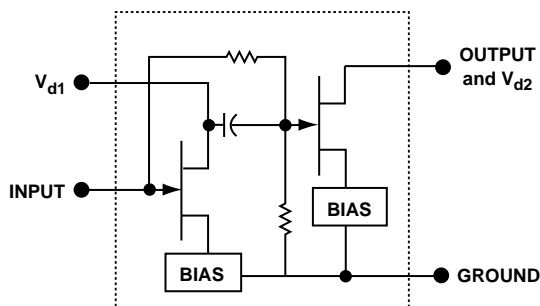 OUTPUT
and Vd2
Vd1
INPUT
BIAS
BIAS
GROUND